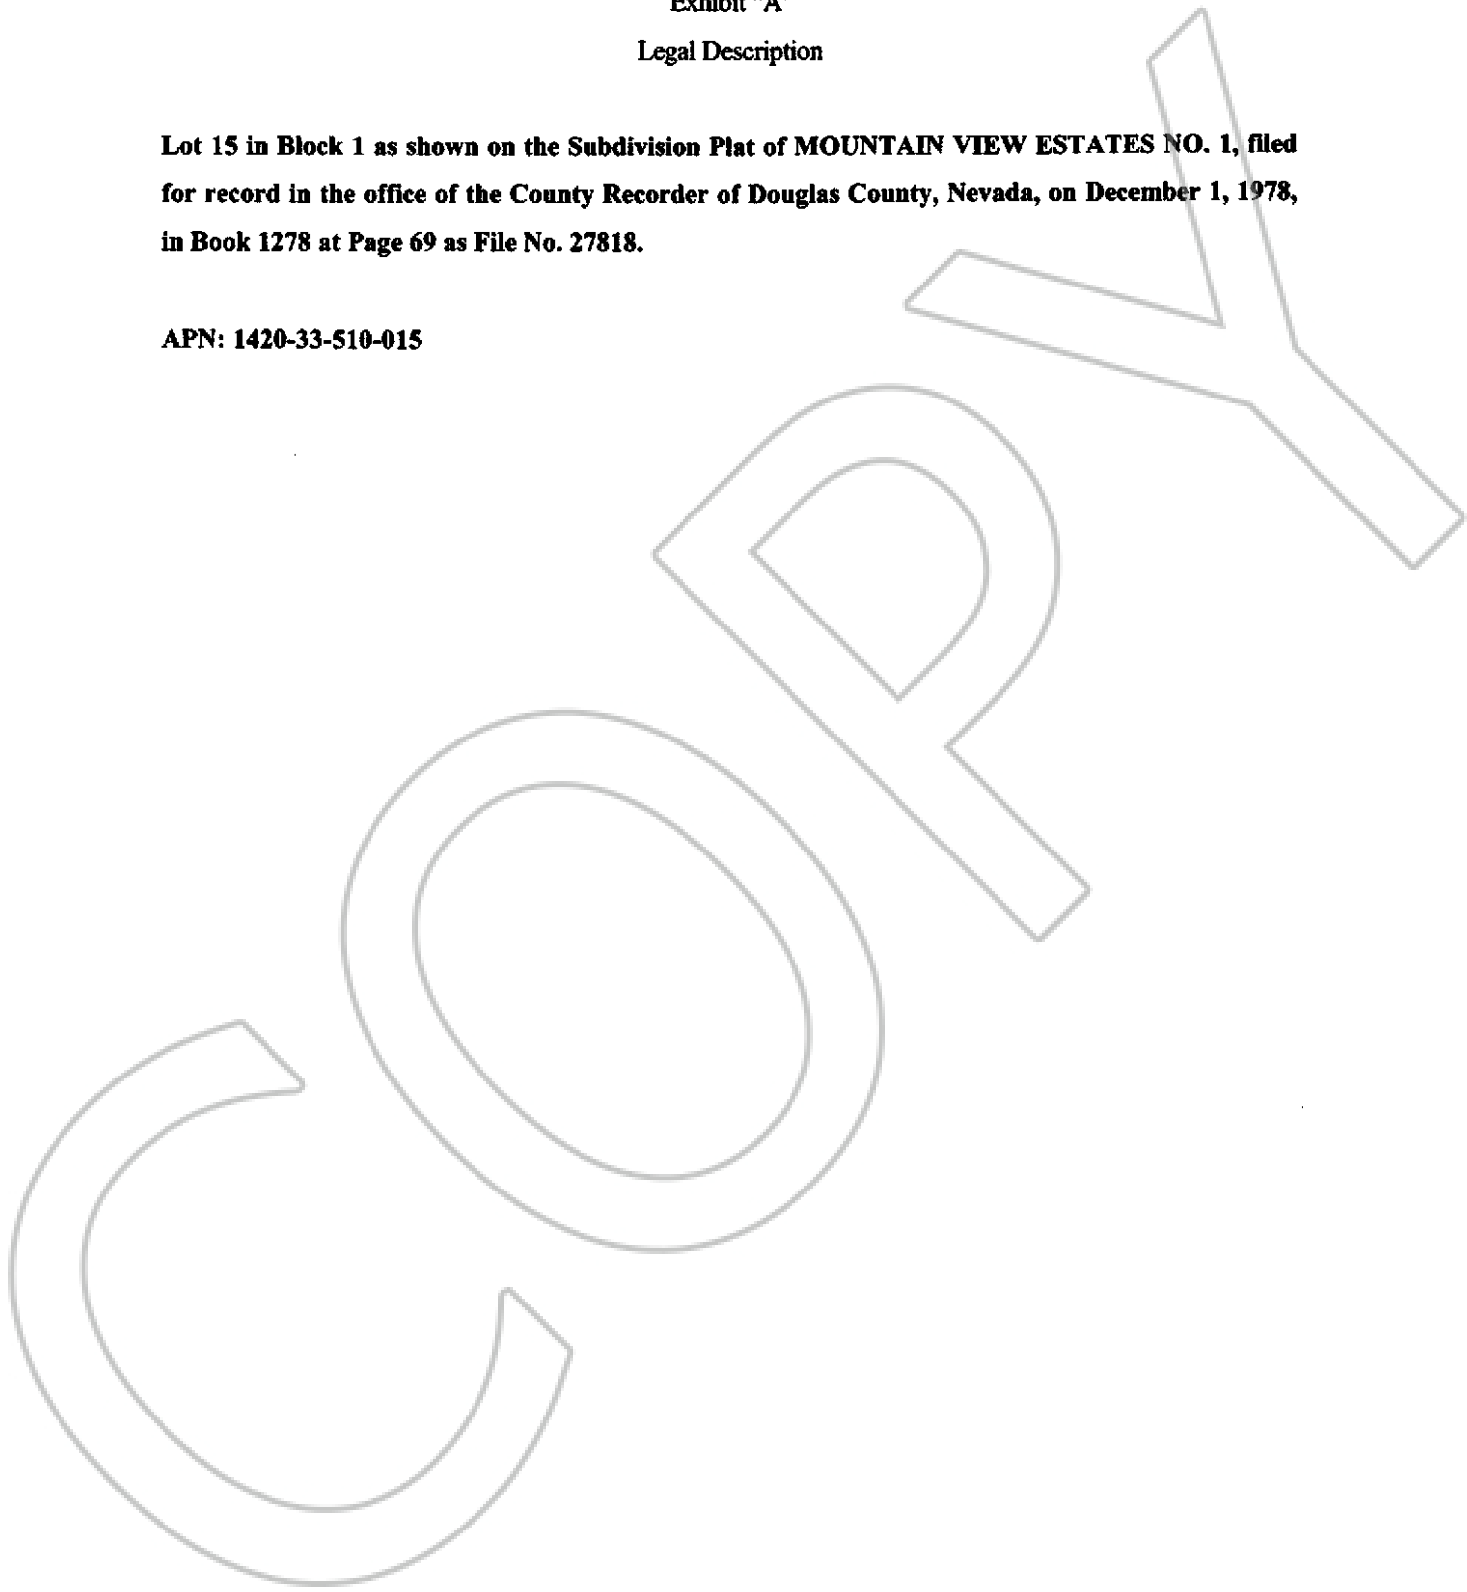 Exhibit "A"
Legal Description
Lot 15 in Block 1 as shown on the Subdivision Plat of MOUNTAIN VIEW ESTATES NO. 1, filed
for record in the office of the County Recorder of Douglas County, Nevada, on December 1, 1978,
in Book 1278 at Page 69 as File No. 27818.
APN: 1420-33-510-015
COPY